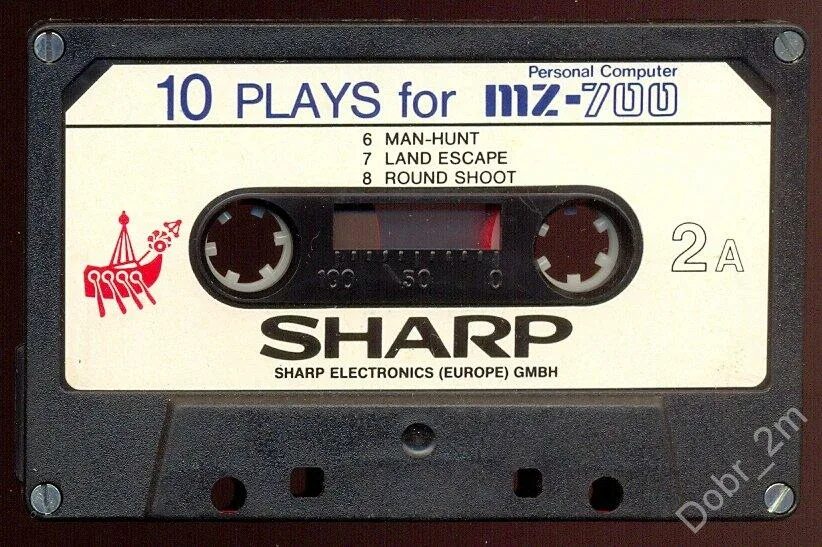 Personal Computer
10 PLAYS for MZ-700
6 MAN-HUNT
7 LAND ESCAPE
8 ROUND SHOOT
2A
100 50 0
SHARP
SHARP ELECTRONICS (EUROPE) GMBH
Dobr_2m